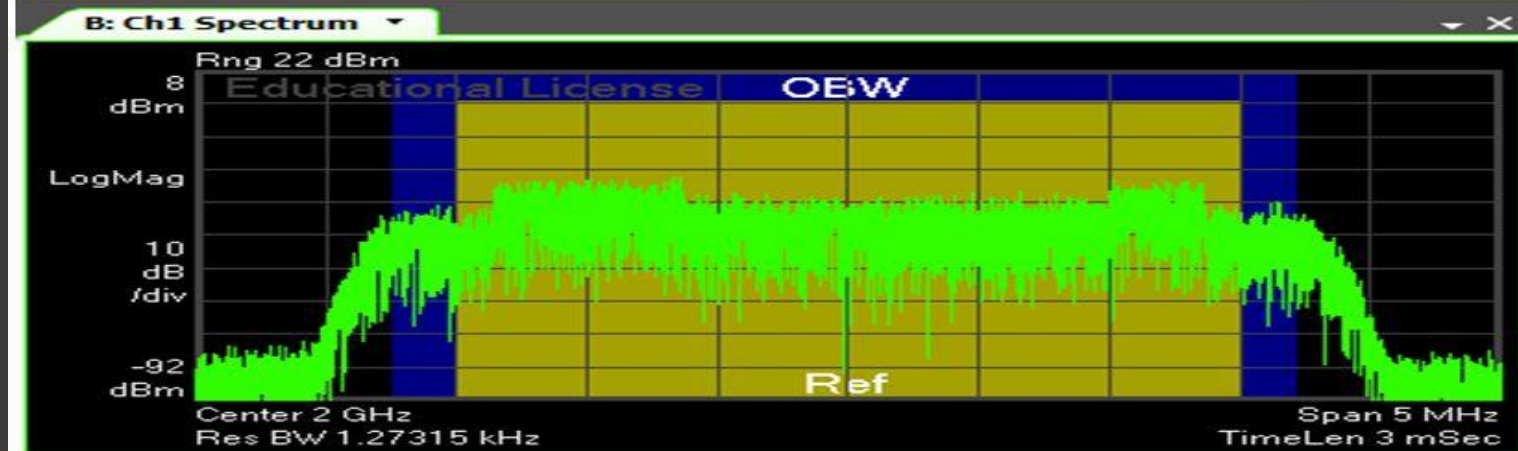 B: Ch1 Spectrum
Rng 22 dBm
8
dBm
Educational License
OBW
LogMag
10
dB
/div
-92
dBm
Ref
Center 2 GHz
Span 5 MHz
Res BW 1.27315 kHz
TimeLen 3 mSec